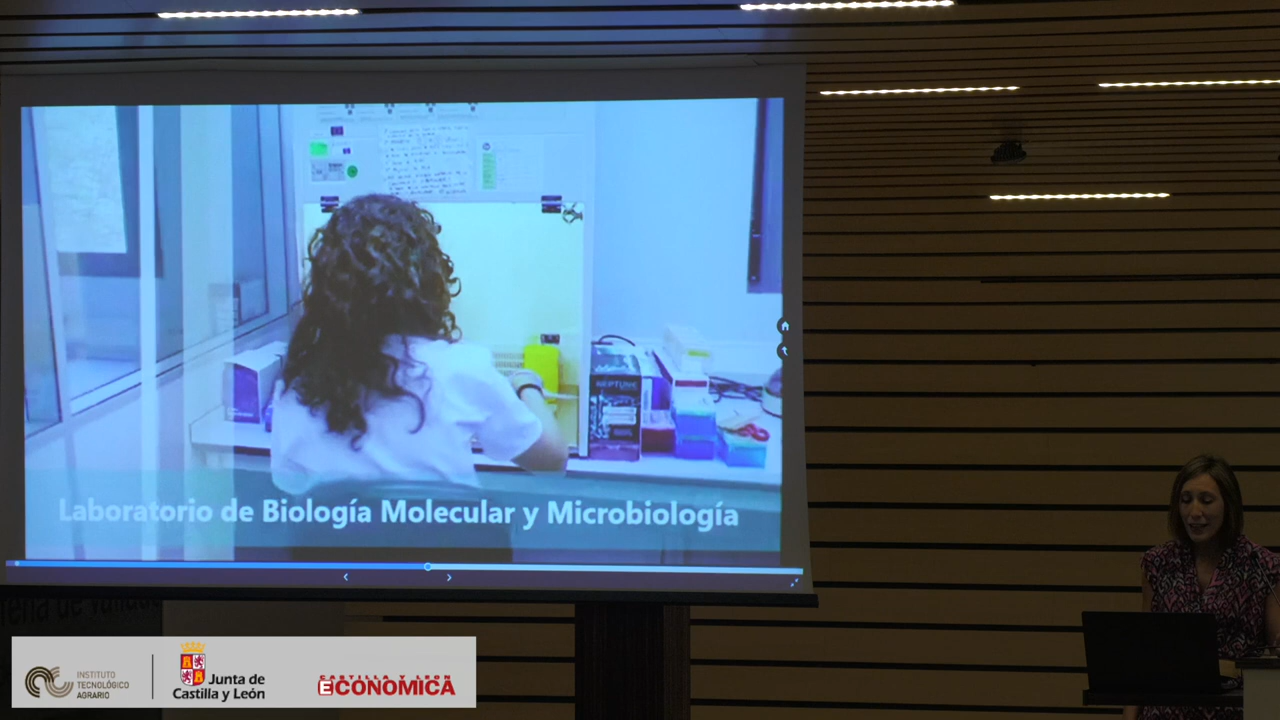 NEPTUNE
Laboratorio de Biología Molecular y Microbiología
INSTITUTO
TECNOLÓGICO
AGRARIO
Junta de
Castilla y León
CASTILLA Y LEÓN
ECONÓMICA